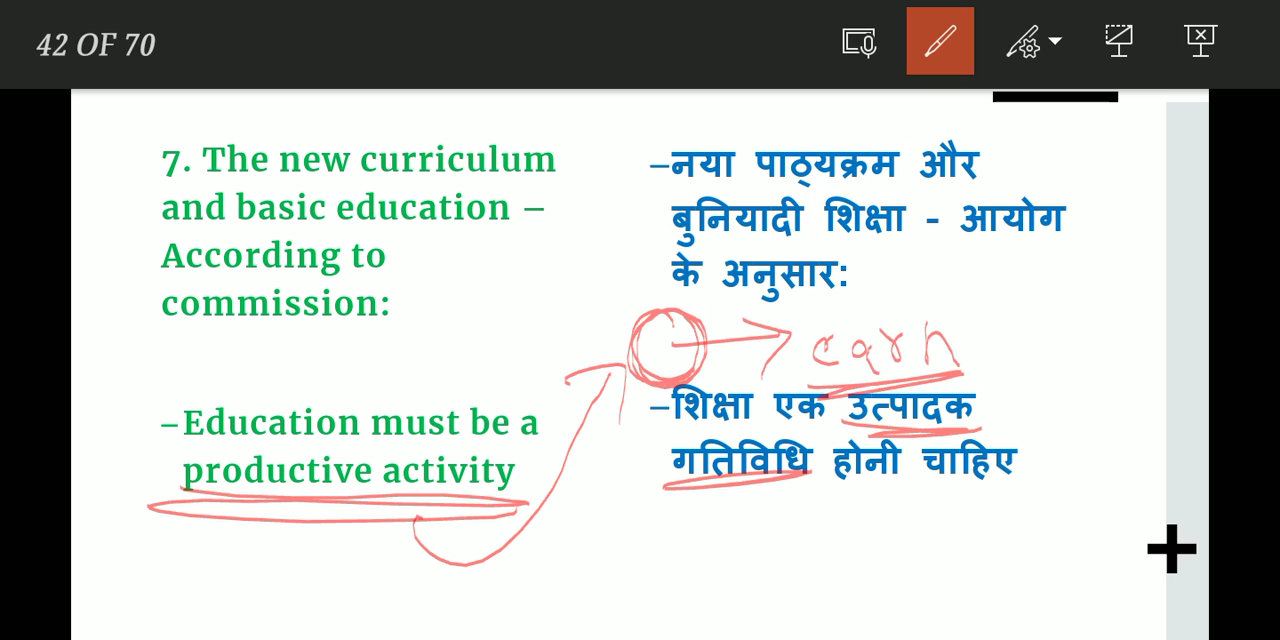 42 OF 70
7. The new curriculum
and basic education –
According to
commission:
–Education must be a
productive activity
–नया पाठ्यक्रम और
बुनियादी शिक्षा - आयोग
के अनुसार:
earn
–शिक्षा एक उत्पादक
गतिविधि होनी चाहिए